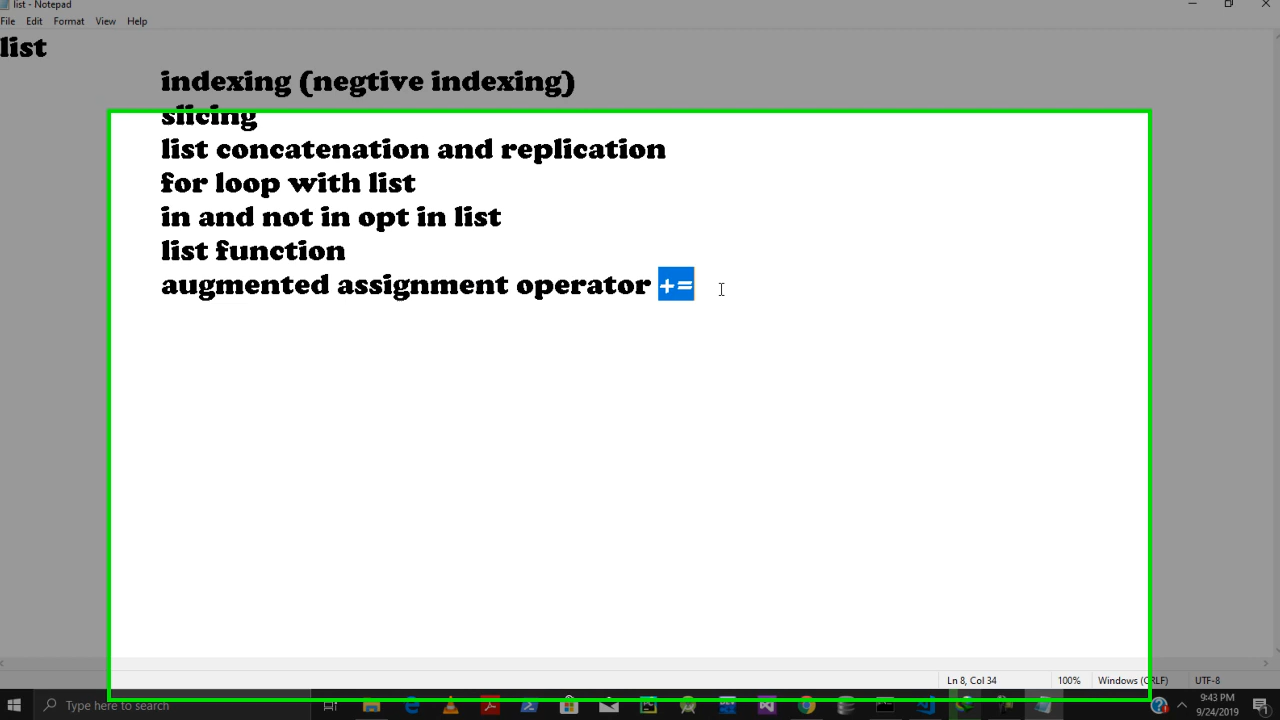 list - Notepad
File Edit Format View Help
list
indexing (negtive indexing)
slicing
list concatenation and replication
for loop with list
in and not in opt in list
list function
augmented assignment operator +=
Ln 8, Col 34 100% Windows (CRLF) UTF-8
Type here to search
9:43 PM
9/24/2019